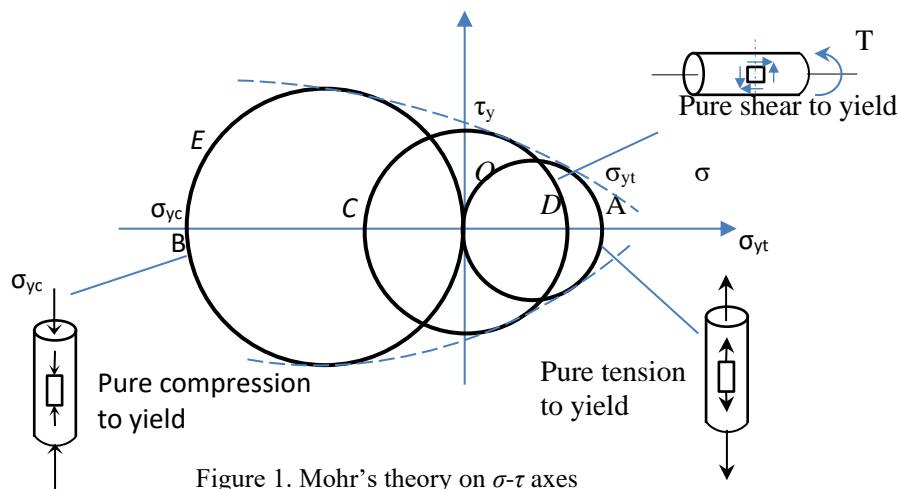 T
Pure shear to yield
τy
E
O
σyt
σ
C
D
A
σyc
B
σyt
σyc
Pure compression
to yield
Pure tension
to yield
Figure 1. Mohr’s theory on σ-τ axes